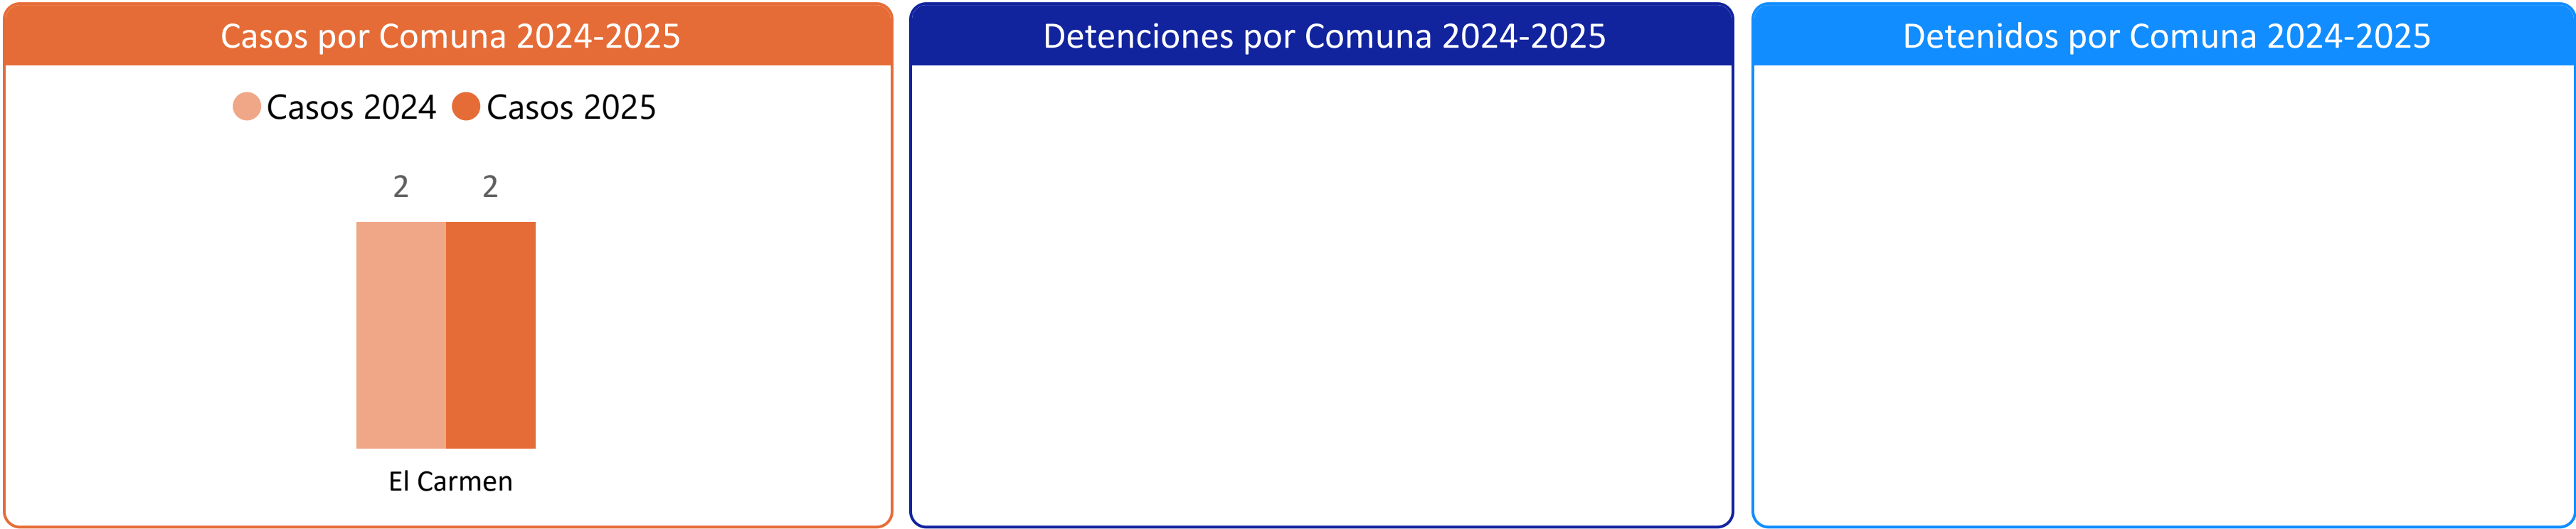 Casos por Comuna 2024-2025
Casos 2024 Casos 2025
2 2
El Carmen
Detenciones por Comuna 2024-2025
Detenidos por Comuna 2024-2025